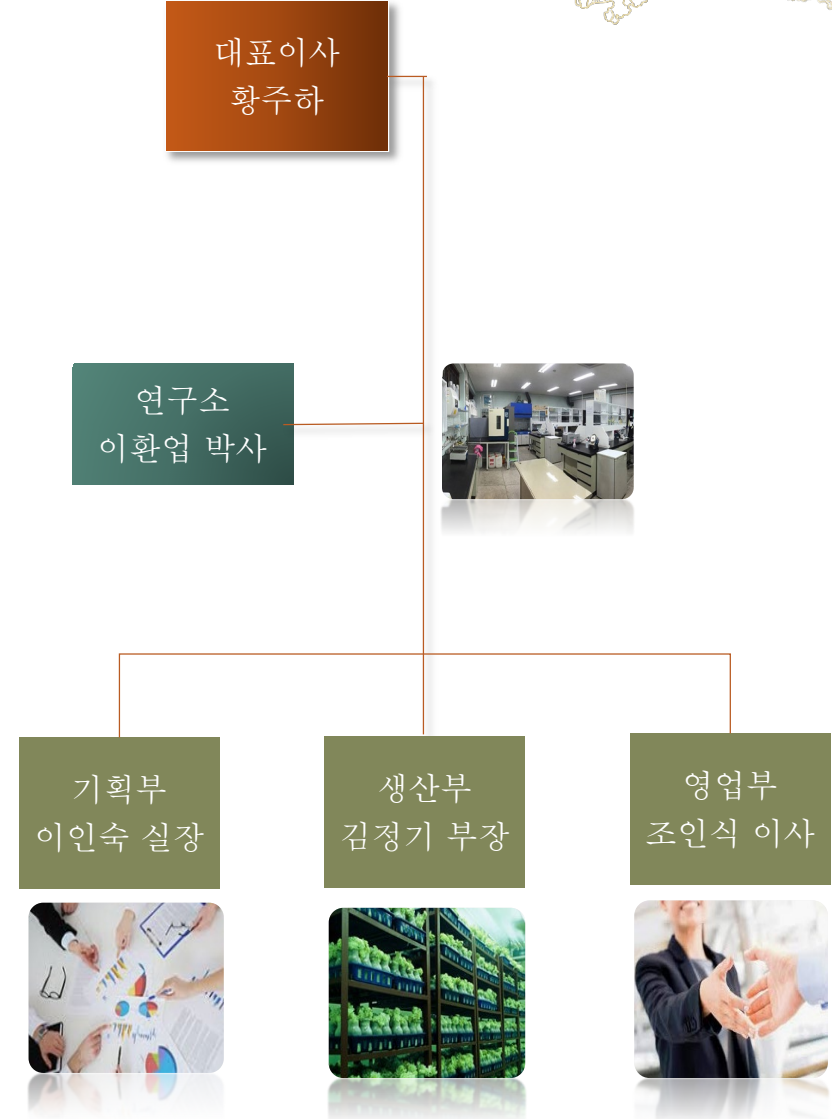 대표이사
황주하
연구소
이환업 박사
기획부
이인숙 실장
생산부
김정기 부장
영업부
조인식 이사